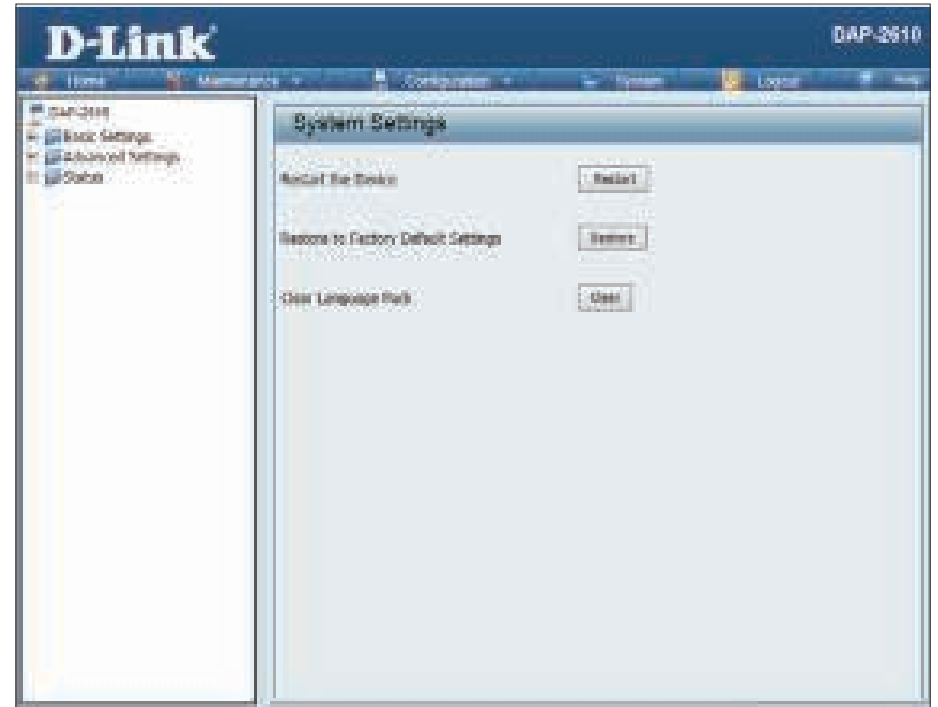 D-Link
DAP-2610
Home Maintenance Configuration System Logout Help
DAP-2610
Basic Settings
Advanced Settings
Status
System Settings
Restart the Device Restart
Restore to Factory Default Settings Restore
Clear Language Pack Clear